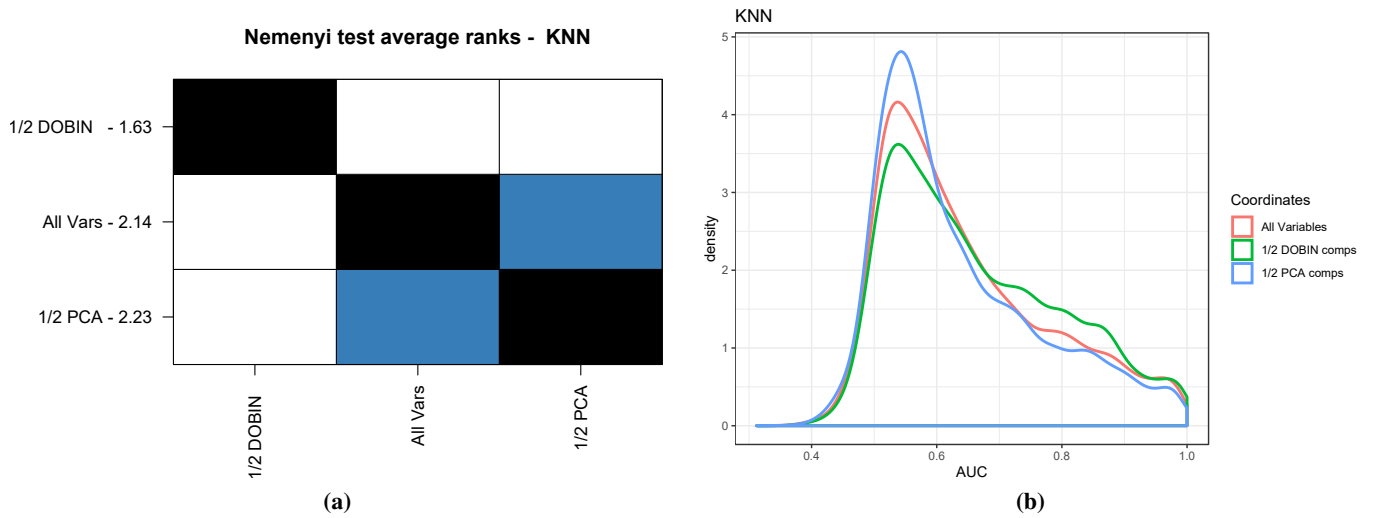 Nemenyi test average ranks - KNN
1/2 DOBIN - 1.63
All Vars - 2.14
1/2 PCA - 2.23
1/2 DOBIN
All Vars
1/2 PCA
(a)
KNN
5
4
3
2
1
0
density
0.4
0.6
0.8
1.0
AUC
Coordinates
All Variables
1/2 DOBIN comps
1/2 PCA comps
(b)